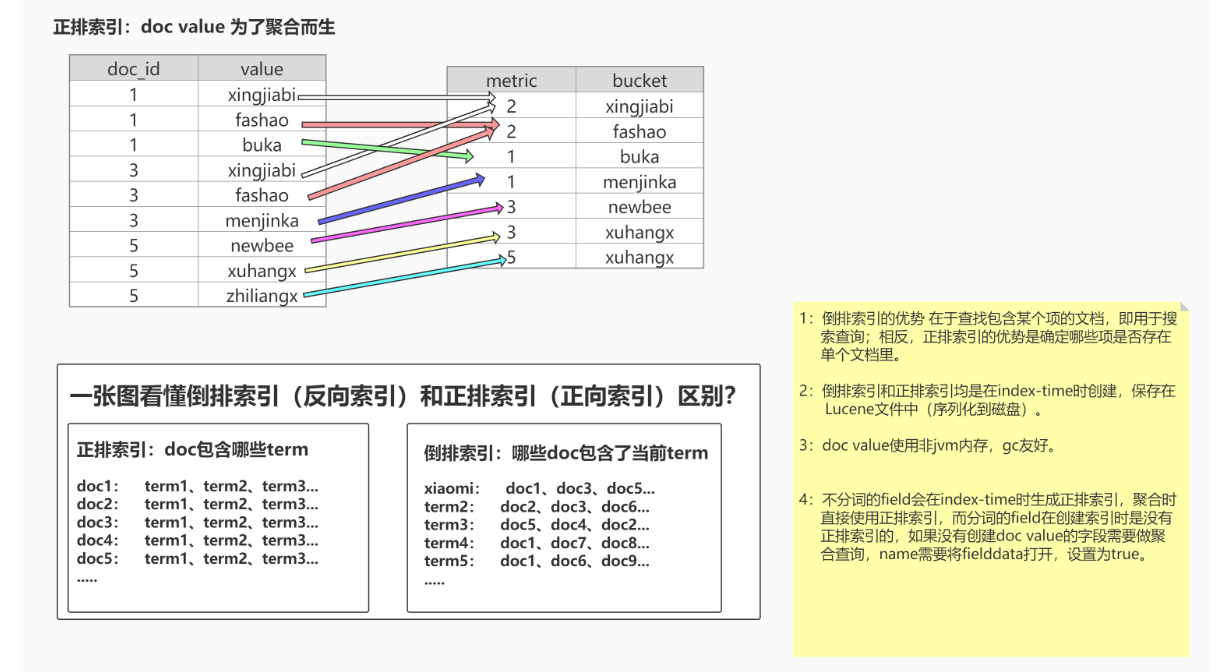 正排索引：doc value 为了聚合而生
doc_id value
1 xingjiabi
1 fashao
1 buka
3 xingjiabi
3 fashao
3 menjinka
5 newbee
5 xuhangx
5 zhiliangx
metric bucket
2 xingjiabi
2 fashao
1 buka
1 menjinka
3 newbee
3 xuhangx
5 xuhangx
一张图看懂倒排索引（反向索引）和正排索引（正向索引）区别？
正排索引：doc包含哪些term
doc1： term1、term2、term3...
doc2： term1、term2、term3...
doc3： term1、term2、term3...
doc4： term1、term2、term3...
doc5： term1、term2、term3...
.....
倒排索引：哪些doc包含了当前term
xiaomi： doc1、doc3、doc5...
term2： doc2、doc3、doc6...
term3： doc5、doc4、doc2...
term4： doc1、doc7、doc8...
term5： doc1、doc6、doc9...
.....
1：倒排索引的优势 在于查找包含某个项的文档，即用于搜
索查询；相反，正排索引的优势是确定哪些项是否存在
单个文档里。
2：倒排索引和正排索引均是在index-time时创建，保存在
Lucene文件中（序列化到磁盘）。
3：doc value使用非jvm内存，gc友好。
4：不分词的field会在index-time时生成正排索引，聚合时
直接使用正排索引，而分词的field在创建索引时是没有
正排索引的，如果没有创建doc value的字段需要做聚
合查询，name需要将fielddata打开，设置为true。